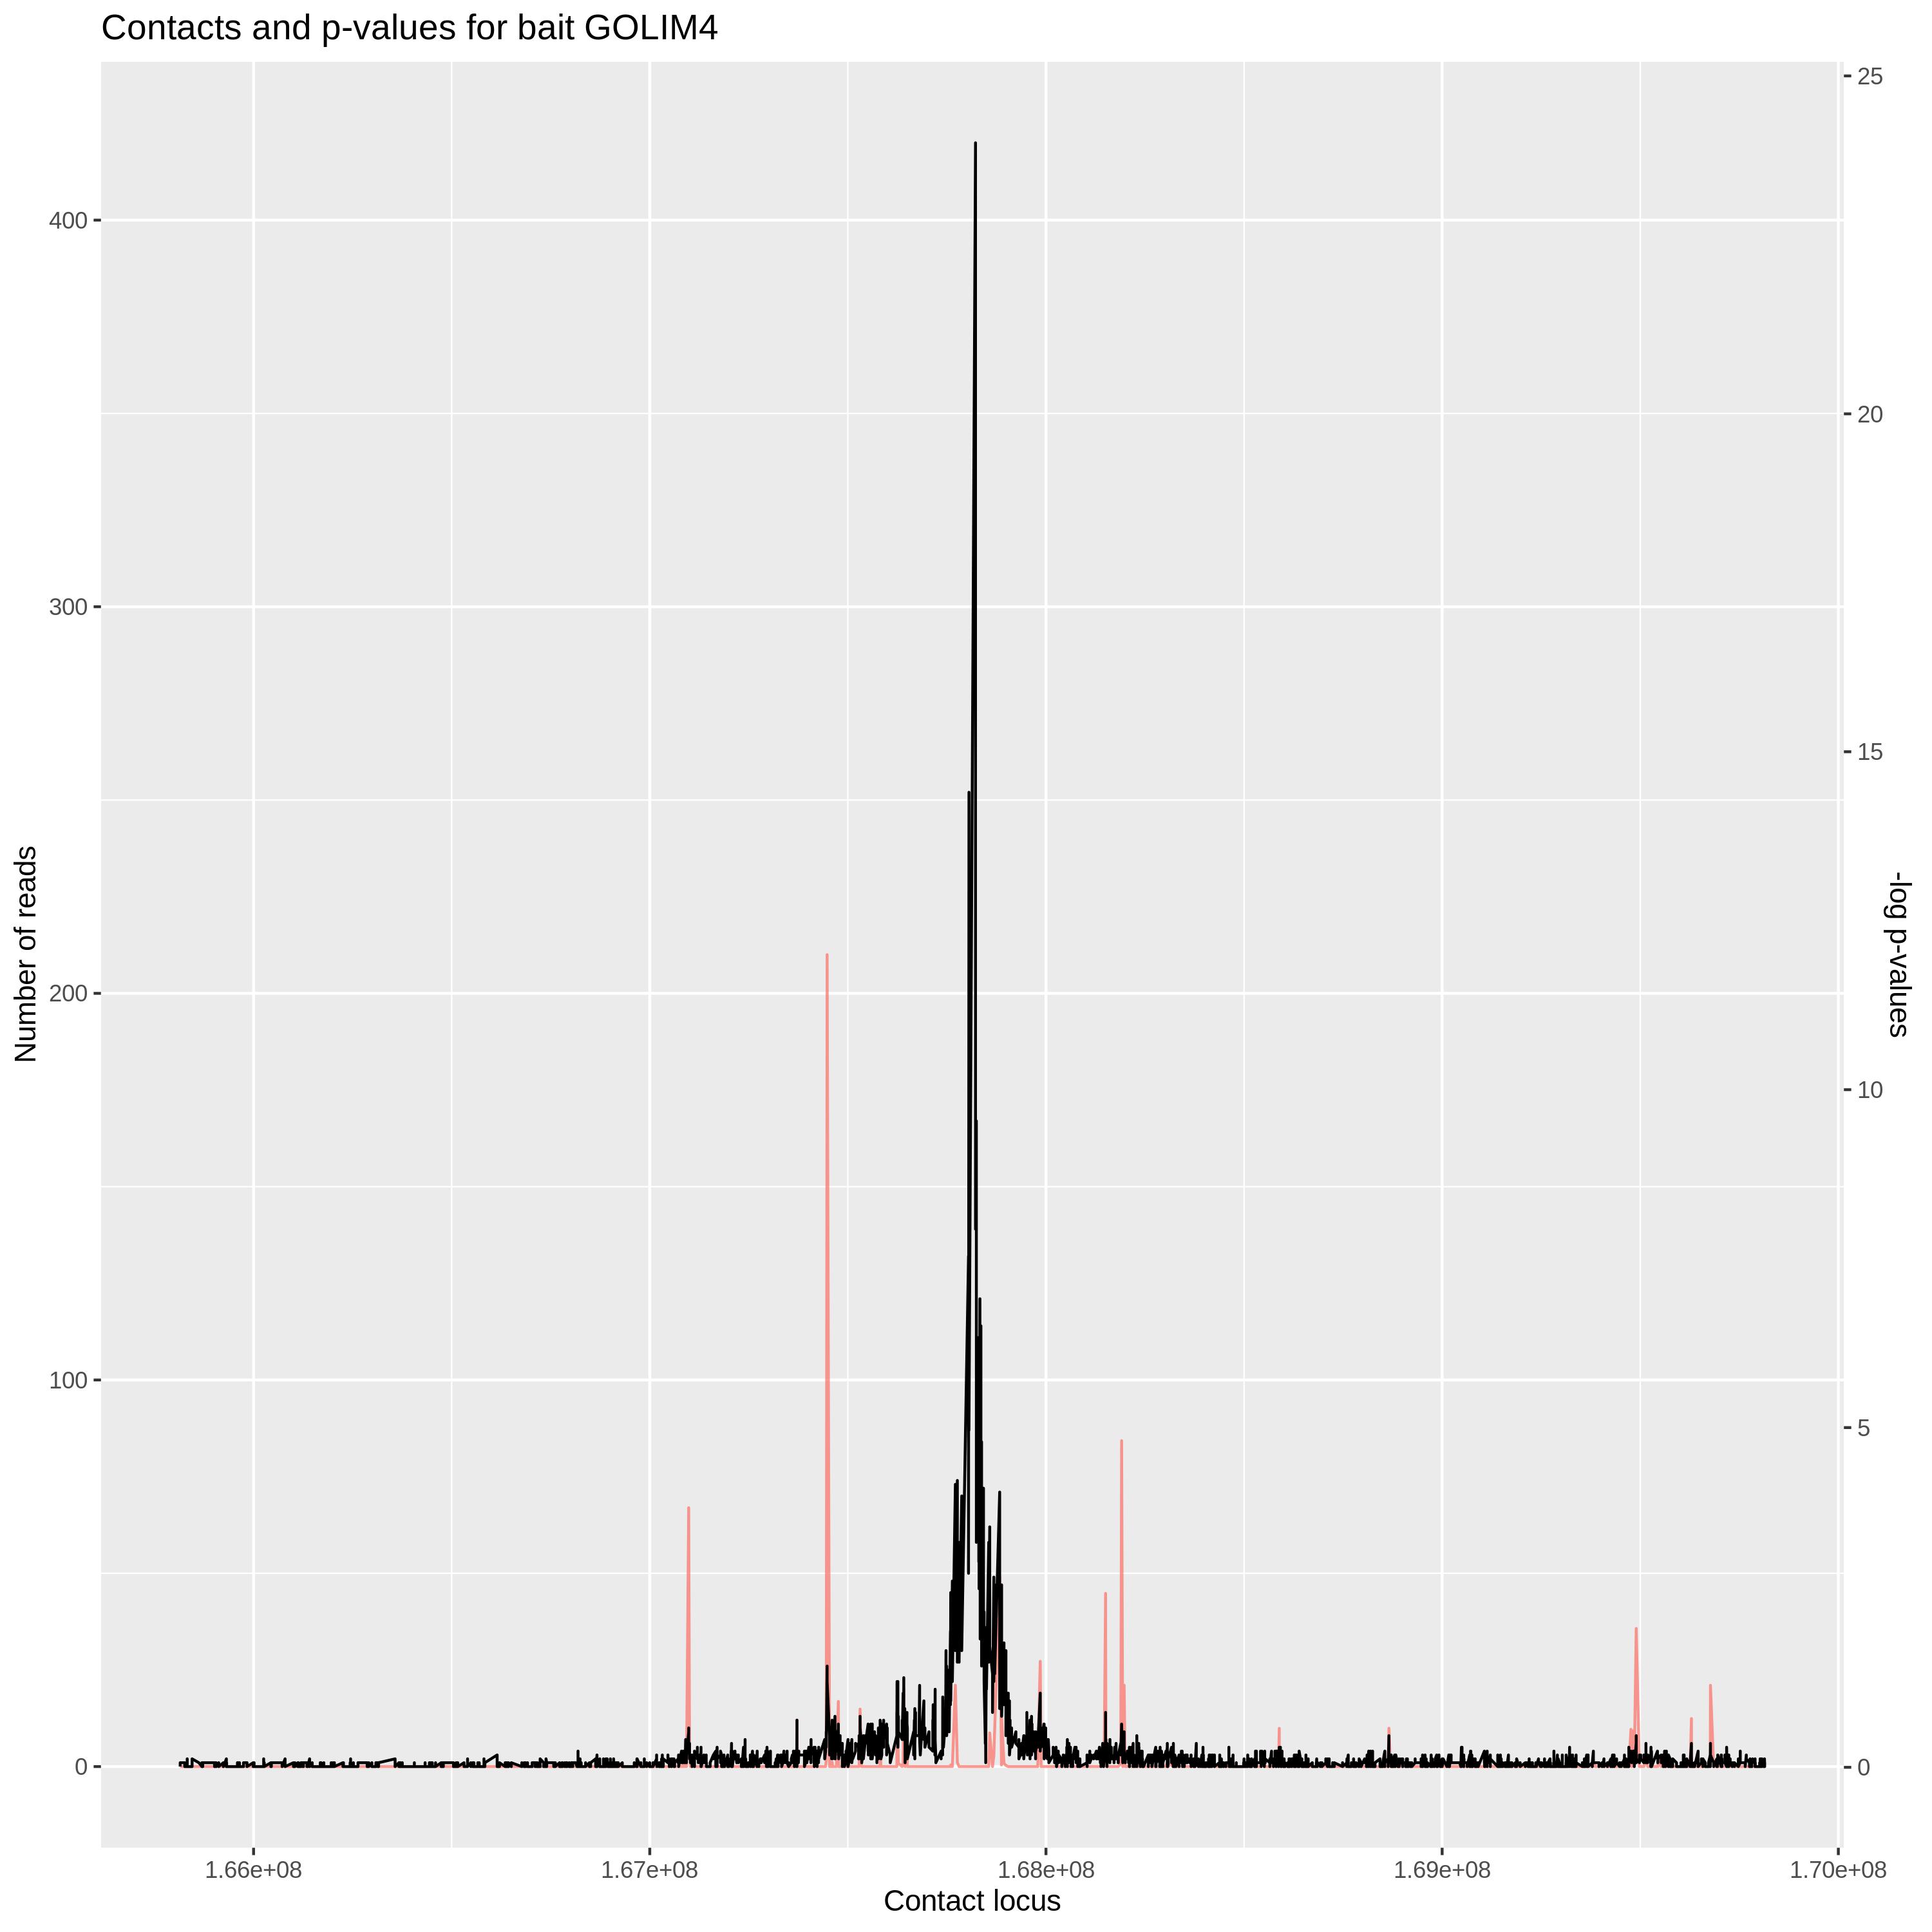 Contacts and p-values for bait GOLIM4
25
400
20
300
15
Number of reads
-log p-values
200
10
100
5
0
0
1.66e+08
1.67e+08
1.68e+08
1.69e+08
1.70e+08
Contact locus